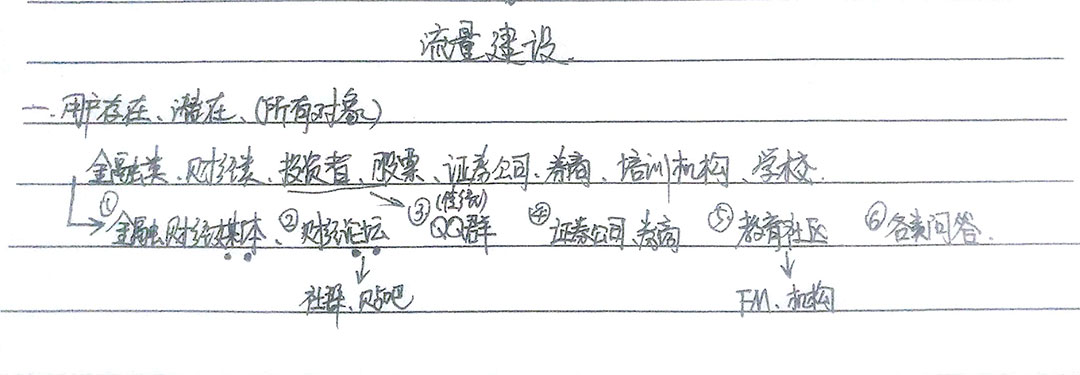 流量建设.
一.用户存在、潜在、(所有对象)
金融类、财经类、投资者、股票、证券公司、券商、培训机构、学校.
①金融财经媒体、②财经论坛 ③QQ群 ④证券公司、券商 ⑤教育社区 ⑥各类问答.
社群、贴吧 FM、机构